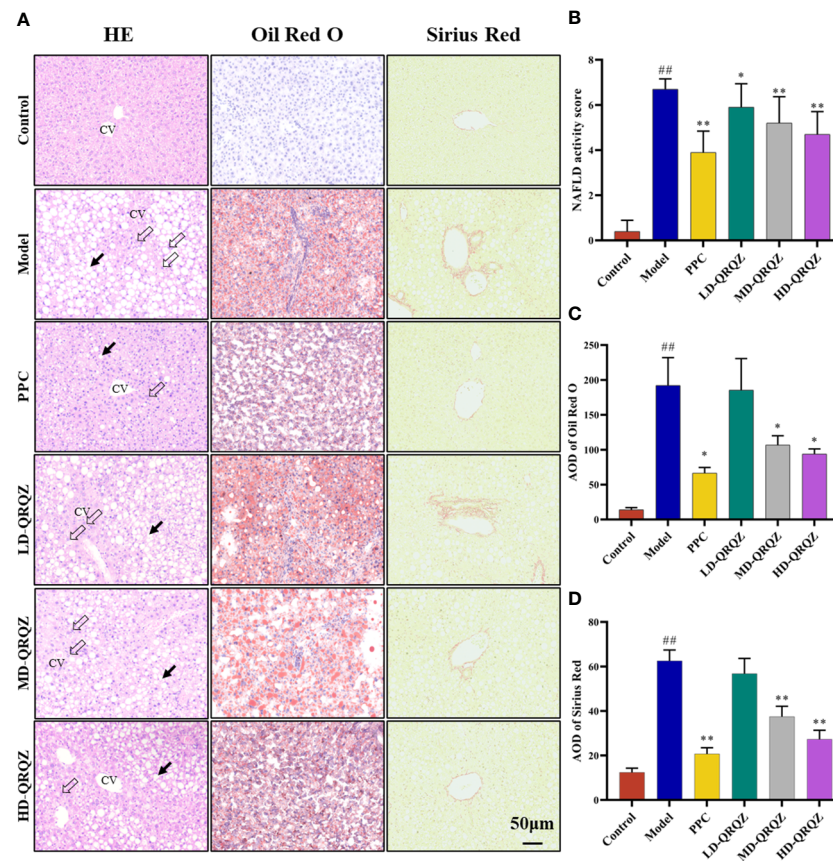 A
HE
Oil Red O
Sirius Red
Control
CV
Model
CV
PPC
CV
LD-QRQZ
CV
MD-QRQZ
CV
HD-QRQZ
CV
50μm
B
NAFLD activity score
8
6
4
2
0
##
**
*
**
**
Control
Model
PPC
LD-QRQZ
MD-QRQZ
HD-QRQZ
C
AOD of Oil Red O
250
200
150
100
50
0
##
*
*
*
Control
Model
PPC
LD-QRQZ
MD-QRQZ
HD-QRQZ
D
AOD of Sirius Red
80
60
40
20
0
##
**
**
**
Control
Model
PPC
LD-QRQZ
MD-QRQZ
HD-QRQZ